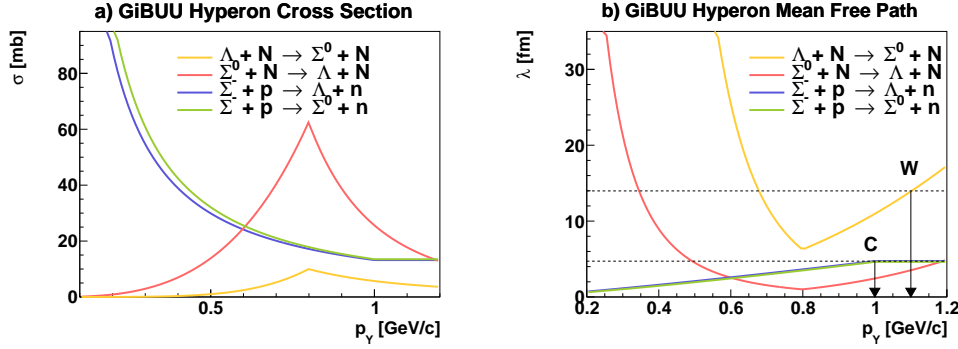 a) GiBUU Hyperon Cross Section
σ [mb]
80
60
40
20
0
0.5
1
p_Y [GeV/c]
Λ + N → Σ⁰ + N
Σ⁰ + N → Λ + N
Σ⁻ + p → Λ + n
Σ⁻ + p → Σ⁰ + n
b) GiBUU Hyperon Mean Free Path
λ [fm]
30
20
10
0
0.2
0.4
0.6
0.8
1
1.2
p_Y [GeV/c]
Λ + N → Σ⁰ + N
Σ⁰ + N → Λ + N
Σ⁻ + p → Λ + n
Σ⁻ + p → Σ⁰ + n
W
C